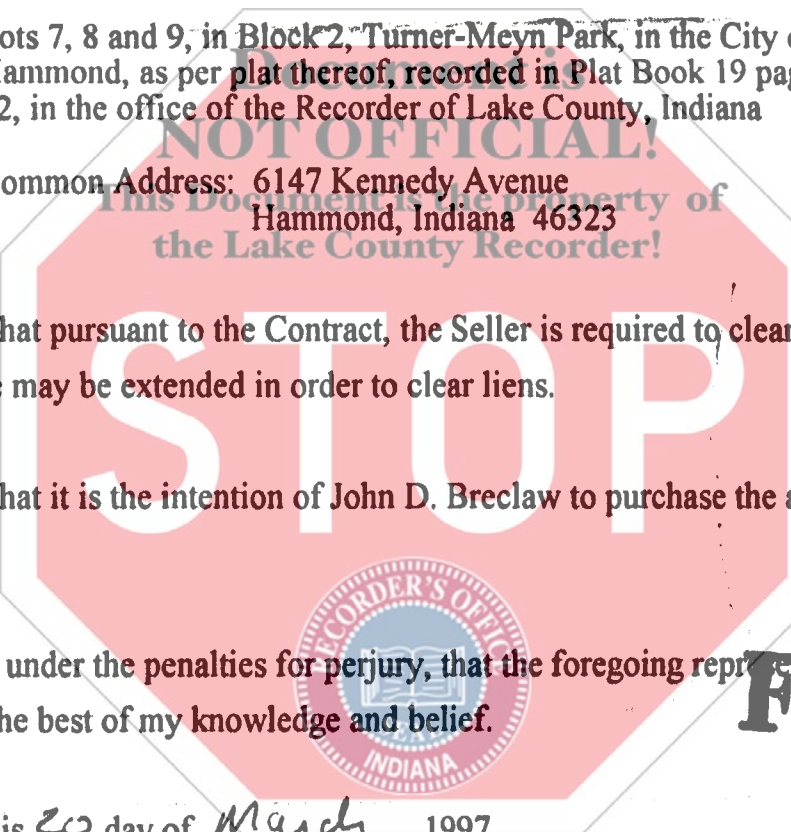 ots 7, 8 and 9, in Block 2, Turner-Meyn Park, in the City
Document is
ammond, as per plat thereof, recorded in Plat Book 19 pag
2, in the office of the Recorder of Lake County, Indiana
NOT OFFICIAL!
ommon Address: 6147 Kennedy Avenue
This Document is the property of
Hammond, Indiana 46323
the Lake County Recorder!
hat pursuant to the Contract, the Seller is required to clear
may be extended in order to clear liens.
STOP
hat it is the intention of John D. Breclaw to purchase the a
RECORDER'S OFFICE
under the penalties for perjury, that the foregoing repre
F
he best of my knowledge and belief.
SEAL
INDIANA
is day of March 1997